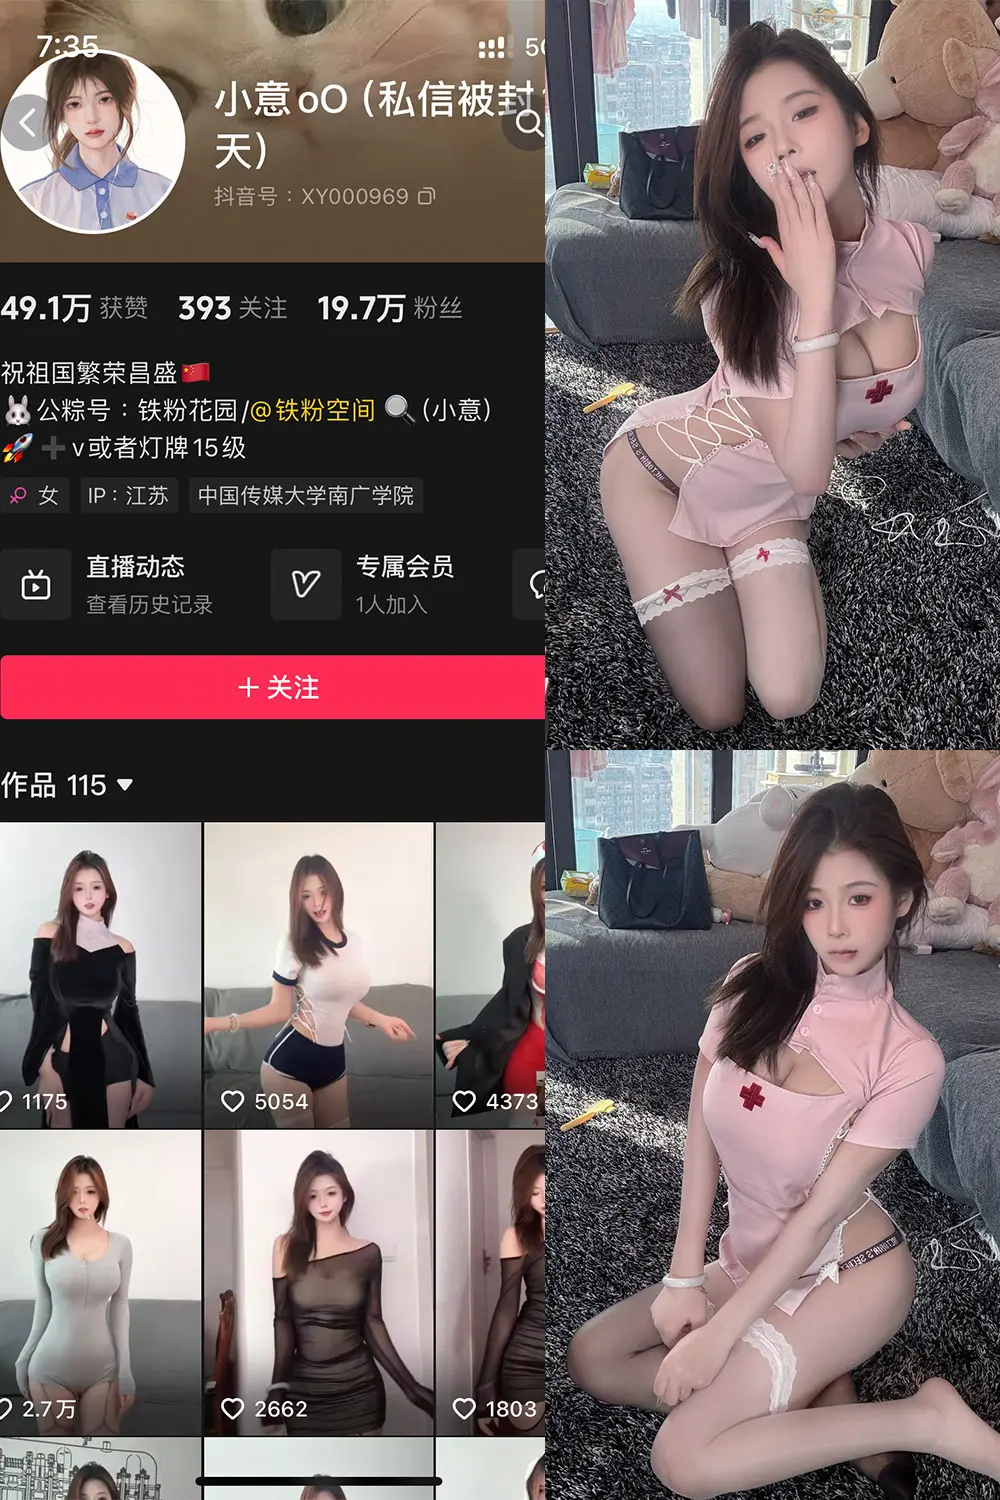 7:35
小意oO（私信被封
天）
抖音号：XY000969
49.1万 获赞 393 关注 19.7万 粉丝
祝祖国繁荣昌盛🇨🇳
🐰公粽号：铁粉花园/@铁粉空间 🔍 (小意)
🚀➕v或者灯牌15级
♀ 女 IP：江苏 中国传媒大学南广学院
直播动态 专属会员
查看历史记录 1人加入
＋ 关注
作品 115
1175 5054 4373
2.7万 2662 1803
VICTORIA'S SECRET